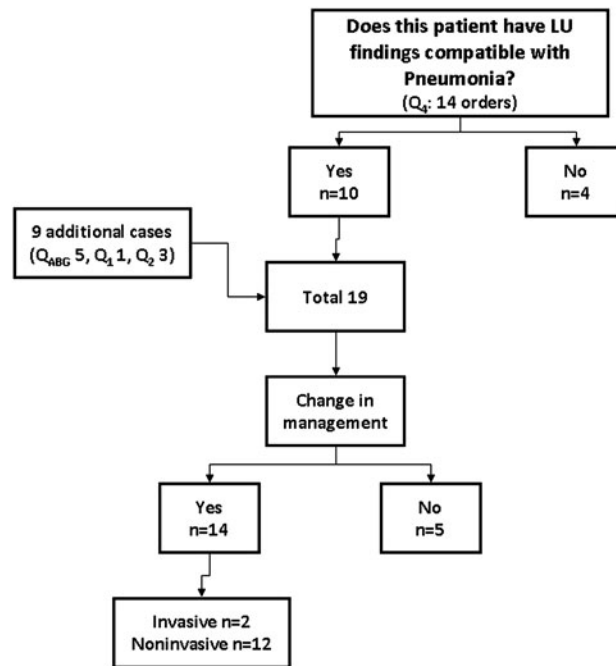 Does this patient have LU
findings compatible with
Pneumonia?
(Q4: 14 orders)
Yes
n=10
No
n=4
9 additional cases
(QABG 5, Q1 1, Q2 3)
Total 19
Change in
management
Yes
n=14
No
n=5
Invasive n=2
Noninvasive n=12